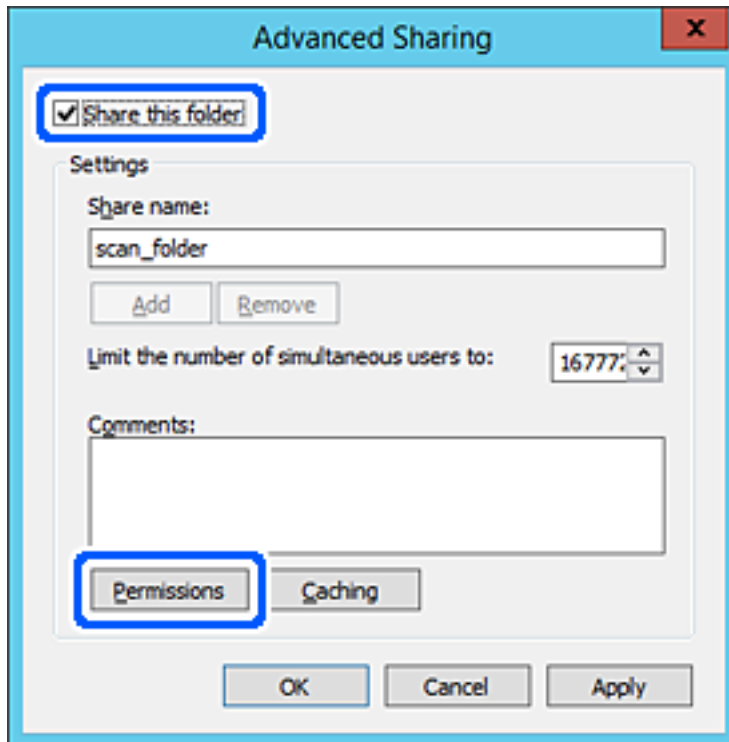 Advanced Sharing
Share this folder
Settings
Share name:
scan_folder
Add Remove
Limit the number of simultaneous users to:
Comments:
Permissions Caching
OK Cancel Apply